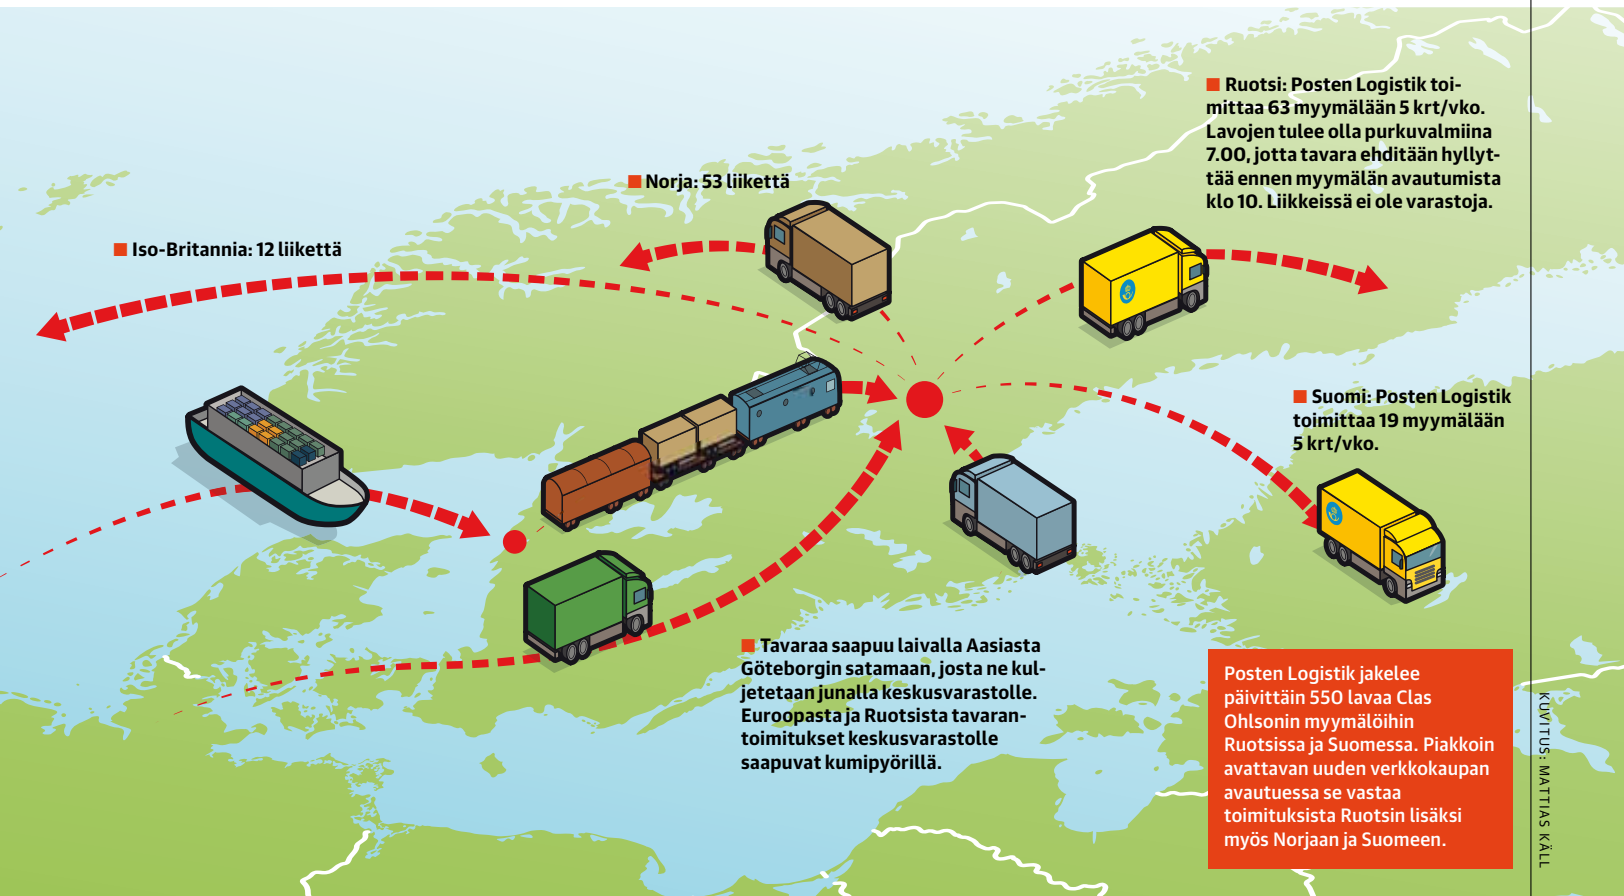 ■ Iso-Britannia: 12 liikettä
■ Norja: 53 liikettä
■ Ruotsi: Posten Logistik toi-
mittaa 63 myymälään 5 krt/vko.
Lavojen tulee olla purkuvalmiina
7.00, jotta tavara ehditään hyllyt-
tää ennen myymälän avautumista
klo 10. Liikkeissä ei ole varastoja.
■ Suomi: Posten Logistik
toimittaa 19 myymälään
5 krt/vko.
■ Tavaraa saapuu laivalla Aasiasta
Göteborgin satamaan, josta ne kul-
jetetaan junalla keskusvarastolle.
Euroopasta ja Ruotsista tavaran-
toimitukset keskusvarastolle
saapuvat kumipyörillä.
Posten Logistik jakelee
päivittäin 550 lavaa Clas
Ohlsonin myymälöihin
Ruotsissa ja Suomessa. Piakkoin
avattavan uuden verkkokaupan
avautuessa se vastaa
toimituksista Ruotsin lisäksi
myös Norjaan ja Suomeen.
KUVITUS: MATTIAS KÄLL